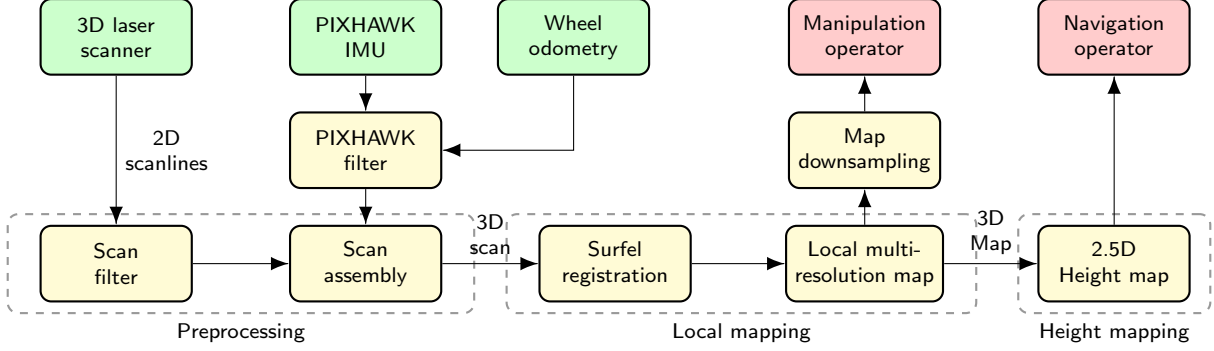 3D laser
scanner
PIXHAWK
IMU
Wheel
odometry
Manipulation
operator
Navigation
operator
2D
scanlines
PIXHAWK
filter
Map
downsampling
Scan
filter
Scan
assembly
3D
scan
Surfel
registration
Local multi-
resolution map
3D
Map
2.5D
Height map
Preprocessing
Local mapping
Height mapping